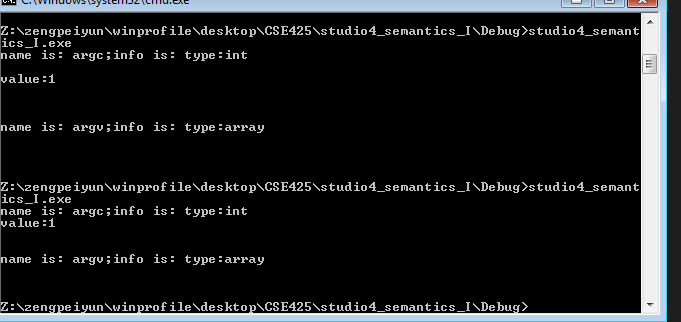 C:\Windows\system32\cmd.exe
Z:\zengpeiyun\winprofile\desktop\CSE425\studio4_semantics_I\Debug>studio4_semant
ics_I.exe
name is: argc;info is: type:int
value:1
name is: argv;info is: type:array
Z:\zengpeiyun\winprofile\desktop\CSE425\studio4_semantics_I\Debug>studio4_semant
ics_I.exe
name is: argc;info is: type:int
value:1
name is: argv;info is: type:array
Z:\zengpeiyun\winprofile\desktop\CSE425\studio4_semantics_I\Debug>